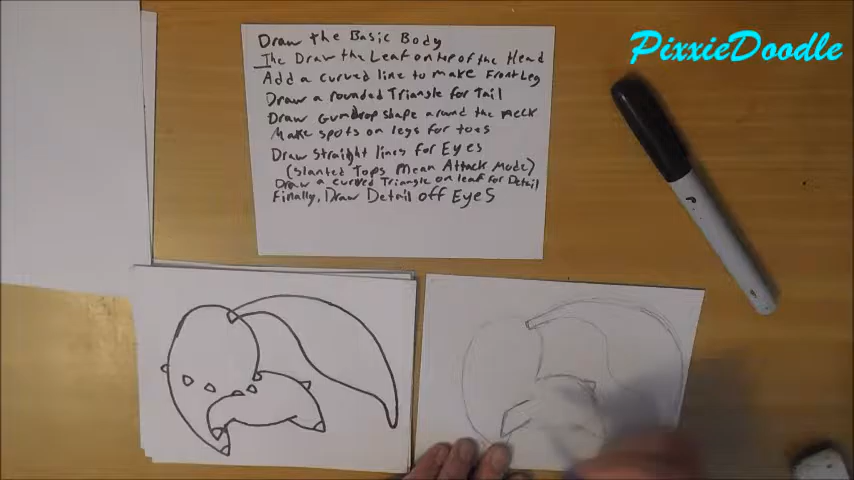 Draw the Basic Body
The Draw the Leaf on top of the Head
Add a curved line to make Front Leg
Draw a rounded Triangle for Tail
Draw Gumdrop shape around the neck
Make spots on legs for toes
Draw straight lines for Eyes
(Slanted Tops Mean Attack Mode)
Draw a curved Triangle on leaf for Detail
Finally, Draw Detail off Eyes
PixxieDoodle